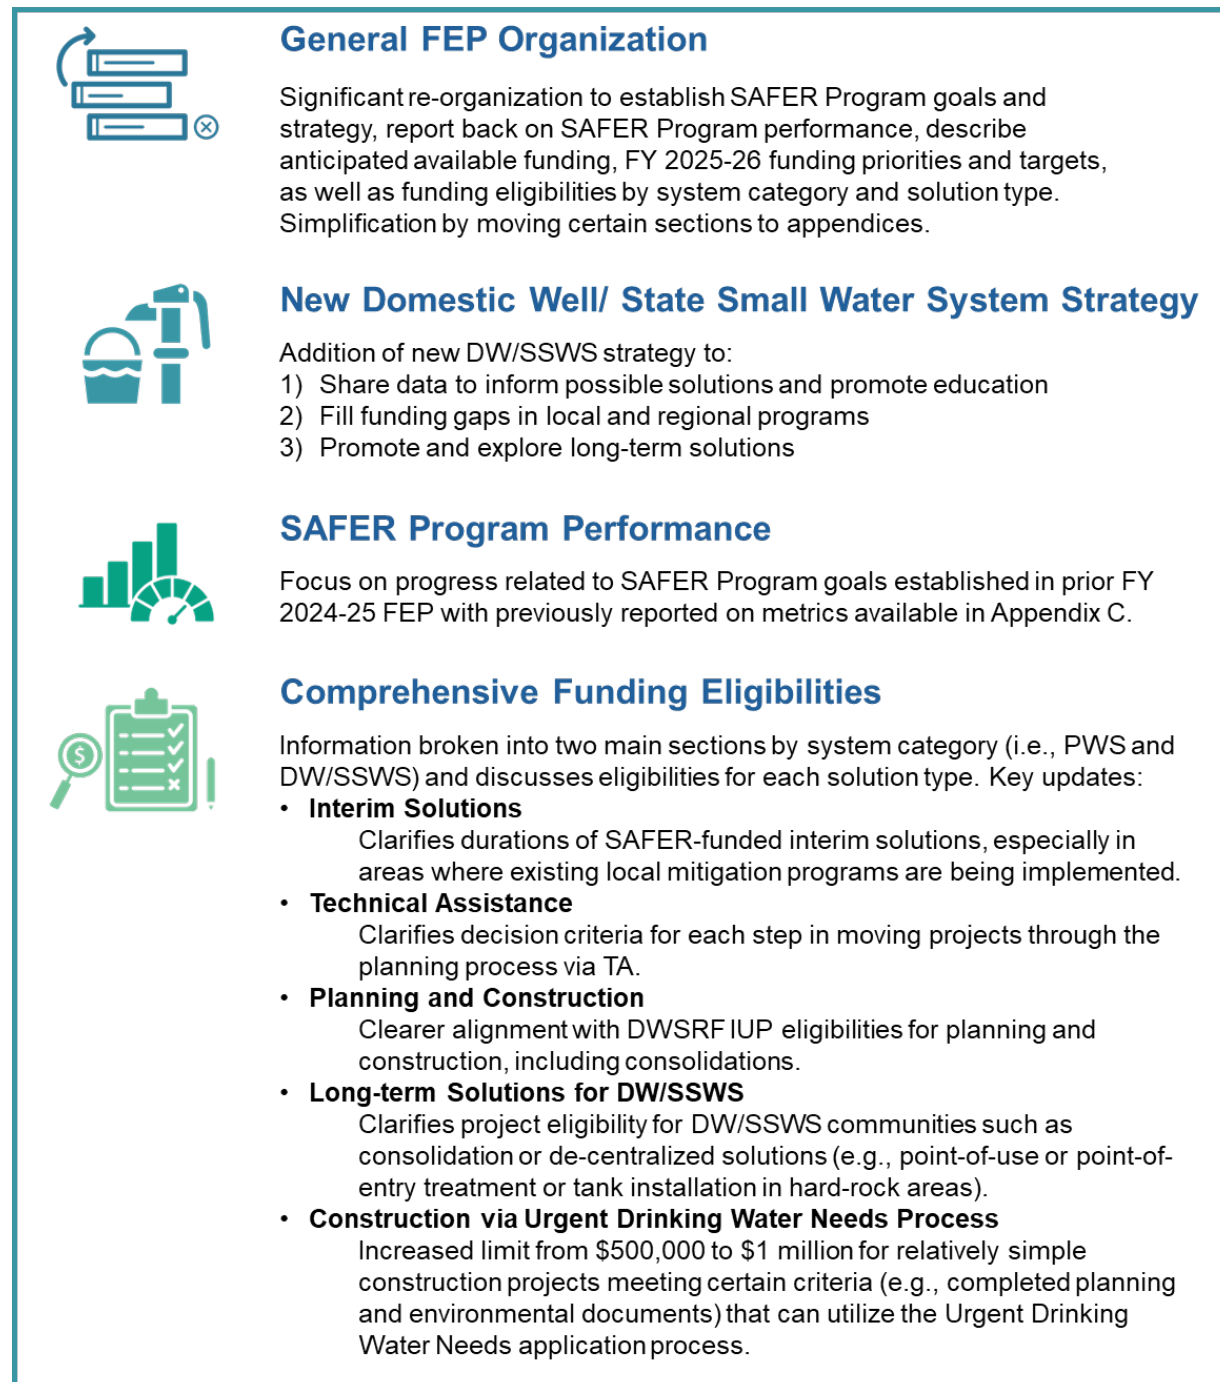 General FEP Organization
Significant re-organization to establish SAFER Program goals and
strategy, report back on SAFER Program performance, describe
anticipated available funding, FY 2025-26 funding priorities and targets,
as well as funding eligibilities by system category and solution type.
Simplification by moving certain sections to appendices.
New Domestic Well/ State Small Water System Strategy
Addition of new DW/SSWS strategy to:
1) Share data to inform possible solutions and promote education
2) Fill funding gaps in local and regional programs
3) Promote and explore long-term solutions
SAFER Program Performance
Focus on progress related to SAFER Program goals established in prior FY
2024-25 FEP with previously reported on metrics available in Appendix C.
$
Comprehensive Funding Eligibilities
Information broken into two main sections by system category (i.e., PWS and
DW/SSWS) and discusses eligibilities for each solution type. Key updates:
• Interim Solutions
Clarifies durations of SAFER-funded interim solutions, especially in
areas where existing local mitigation programs are being implemented.
• Technical Assistance
Clarifies decision criteria for each step in moving projects through the
planning process via TA.
• Planning and Construction
Clearer alignment with DWSRF IUP eligibilities for planning and
construction, including consolidations.
• Long-term Solutions for DW/SSWS
Clarifies project eligibility for DW/SSWS communities such as
consolidation or de-centralized solutions (e.g., point-of-use or point-of-
entry treatment or tank installation in hard-rock areas).
• Construction via Urgent Drinking Water Needs Process
Increased limit from $500,000 to $1 million for relatively simple
construction projects meeting certain criteria (e.g., completed planning
and environmental documents) that can utilize the Urgent Drinking
Water Needs application process.